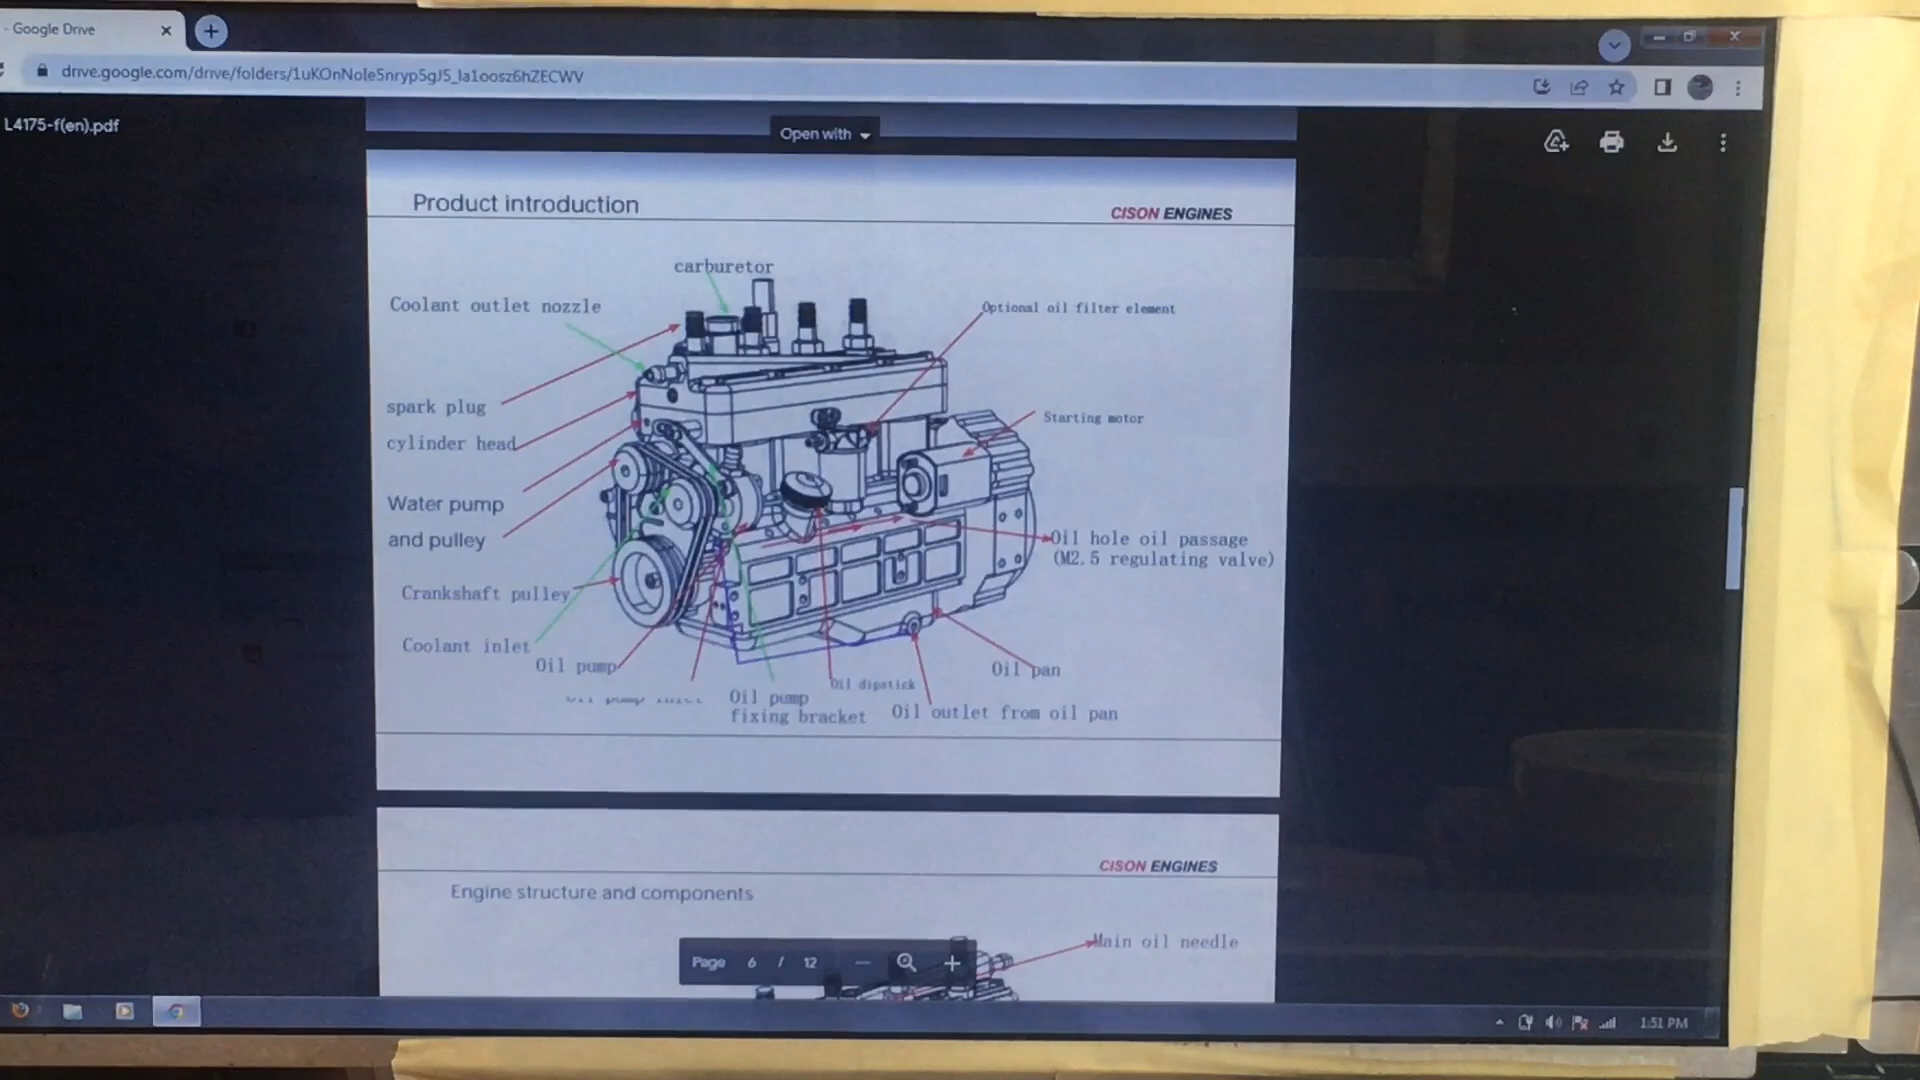 - Google Drive
drive.google.com/drive/folders/1uKOnNole5nryp5gJ5_la1oosz6hZECWV
L4175-f(en).pdf
Open with
Product introduction
CISON ENGINES
carburetor
Coolant outlet nozzle
Optional oil filter element
spark plug
Starting motor
cylinder head
Water pump
and pulley
Oil hole oil passage
(M2.5 regulating valve)
Crankshaft pulley
Coolant inlet
Oil pump
Oil pan
Oil dipstick
Oil pump
fixing bracket
Oil outlet from oil pan
CISON ENGINES
Engine structure and components
Main oil needle
Page 6 / 12
1:51 PM